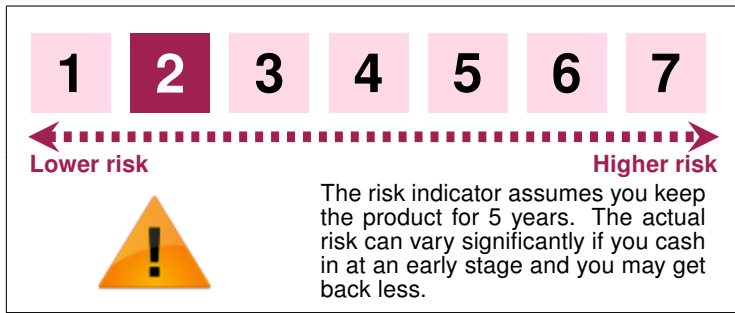 1 2 3 4 5 6 7
Lower risk Higher risk
The risk indicator assumes you keep
the product for 5 years. The actual
risk can vary significantly if you cash
in at an early stage and you may get
back less.